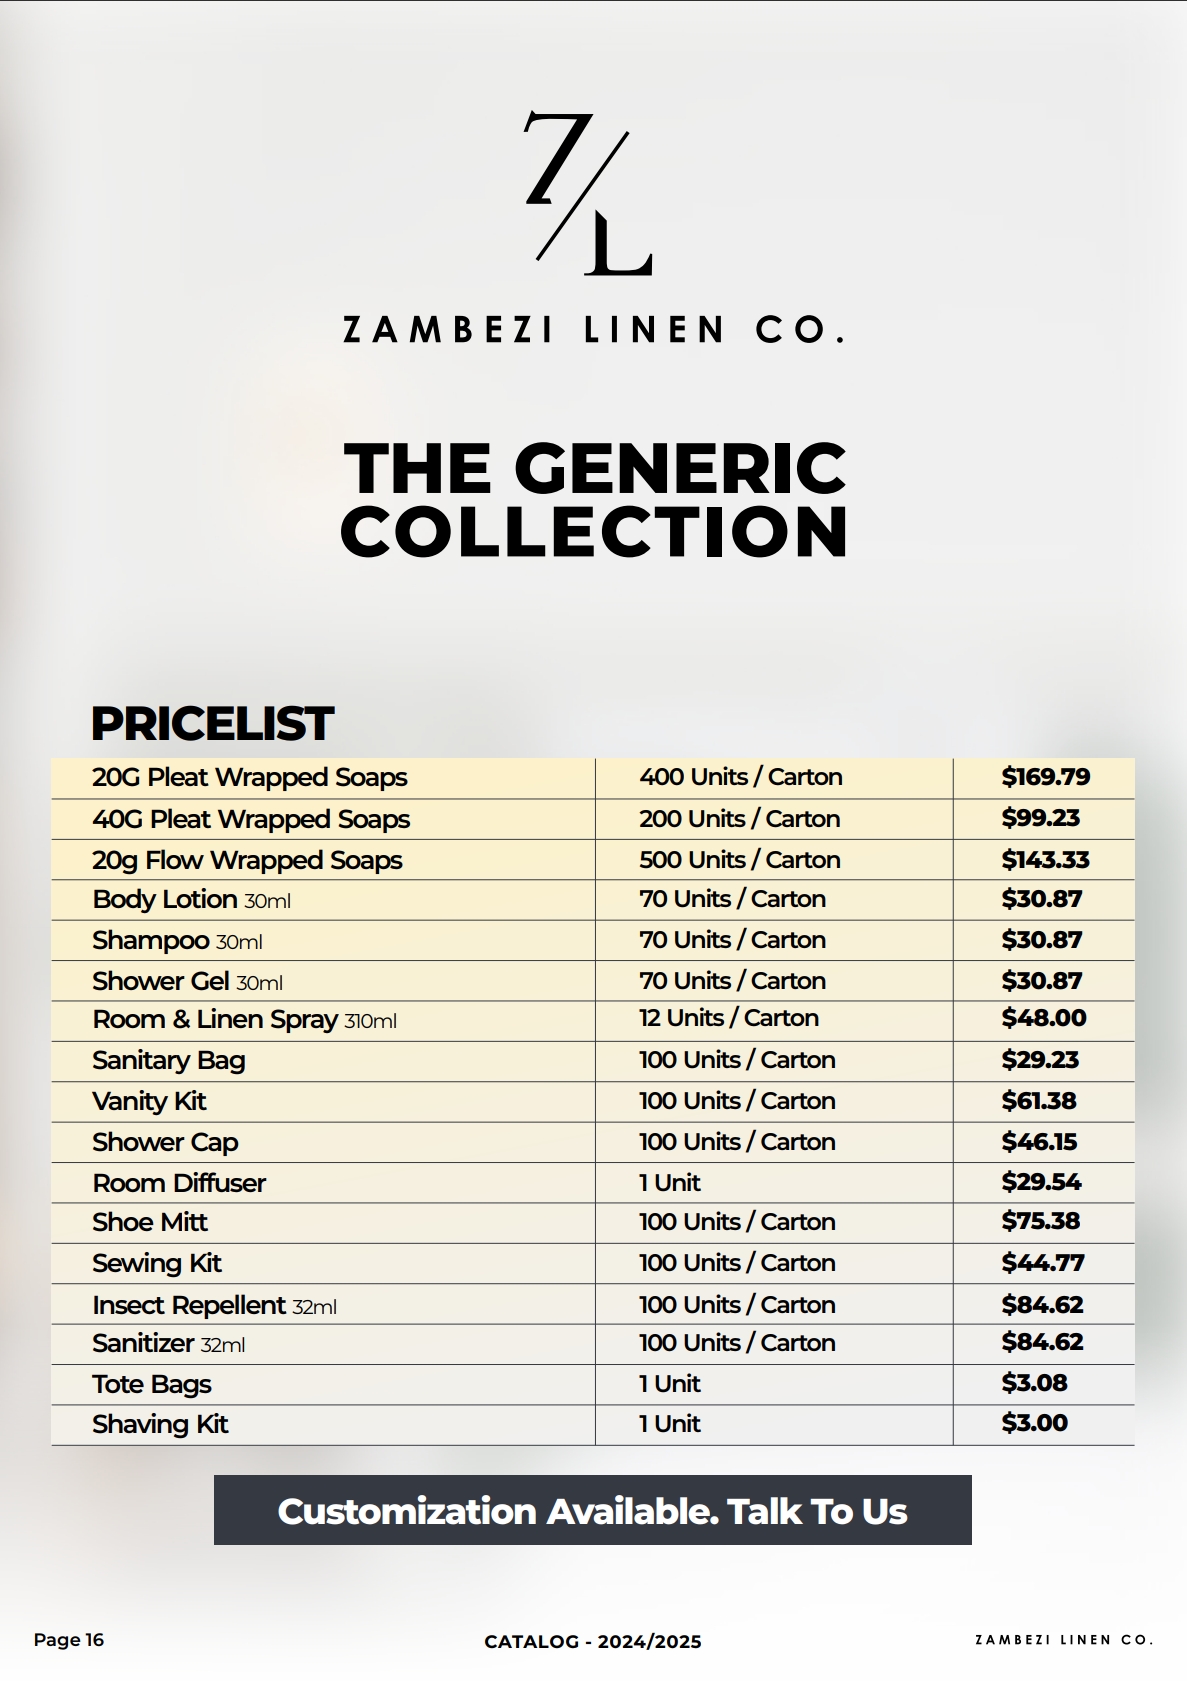 Z/L
ZAMBEZI LINEN CO.
THE GENERIC
COLLECTION
PRICELIST
20G Pleat Wrapped Soaps 400 Units / Carton $169.79
40G Pleat Wrapped Soaps 200 Units / Carton $99.23
20g Flow Wrapped Soaps 500 Units / Carton $143.33
Body Lotion 30ml 70 Units / Carton $30.87
Shampoo 30ml 70 Units / Carton $30.87
Shower Gel 30ml 70 Units / Carton $30.87
Room & Linen Spray 310ml 12 Units / Carton $48.00
Sanitary Bag 100 Units / Carton $29.23
Vanity Kit 100 Units / Carton $61.38
Shower Cap 100 Units / Carton $46.15
Room Diffuser 1 Unit $29.54
Shoe Mitt 100 Units / Carton $75.38
Sewing Kit 100 Units / Carton $44.77
Insect Repellent 32ml 100 Units / Carton $84.62
Sanitizer 32ml 100 Units / Carton $84.62
Tote Bags 1 Unit $3.08
Shaving Kit 1 Unit $3.00
Customization Available. Talk To Us
Page 16 CATALOG - 2024/2025 ZAMBEZI LINEN CO.